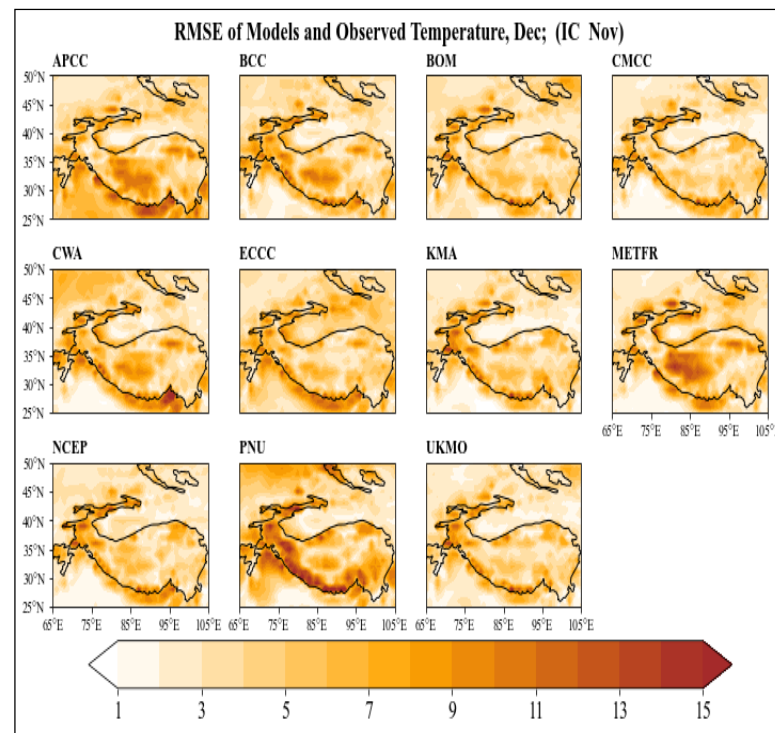 RMSE of Models and Observed Temperature, Dec;  (IC  Nov)
APCC BCC BOM CMCC
50°N
45°N
40°N
35°N
30°N
25°N
CWA ECCC KMA METFR
50°N
45°N
40°N
35°N
30°N
25°N
65°E 75°E 85°E 95°E 105°E
NCEP PNU UKMO
50°N
45°N
40°N
35°N
30°N
25°N
65°E 75°E 85°E 95°E 65°E 75°E 85°E 95°E 65°E 75°E 85°E 95°E 105°E
1 3 5 7 9 11 13 15